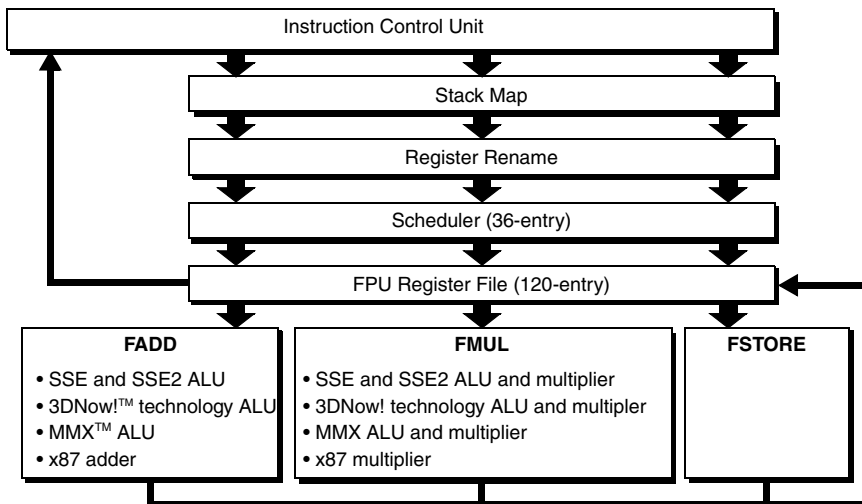 Instruction Control Unit
Stack Map
Register Rename
Scheduler (36-entry)
FPU Register File (120-entry)
FADD
• SSE and SSE2 ALU
• 3DNow!™ technology ALU
• MMX™ ALU
• x87 adder
FMUL
• SSE and SSE2 ALU and multiplier
• 3DNow! technology ALU and multipler
• MMX ALU and multiplier
• x87 multiplier
FSTORE